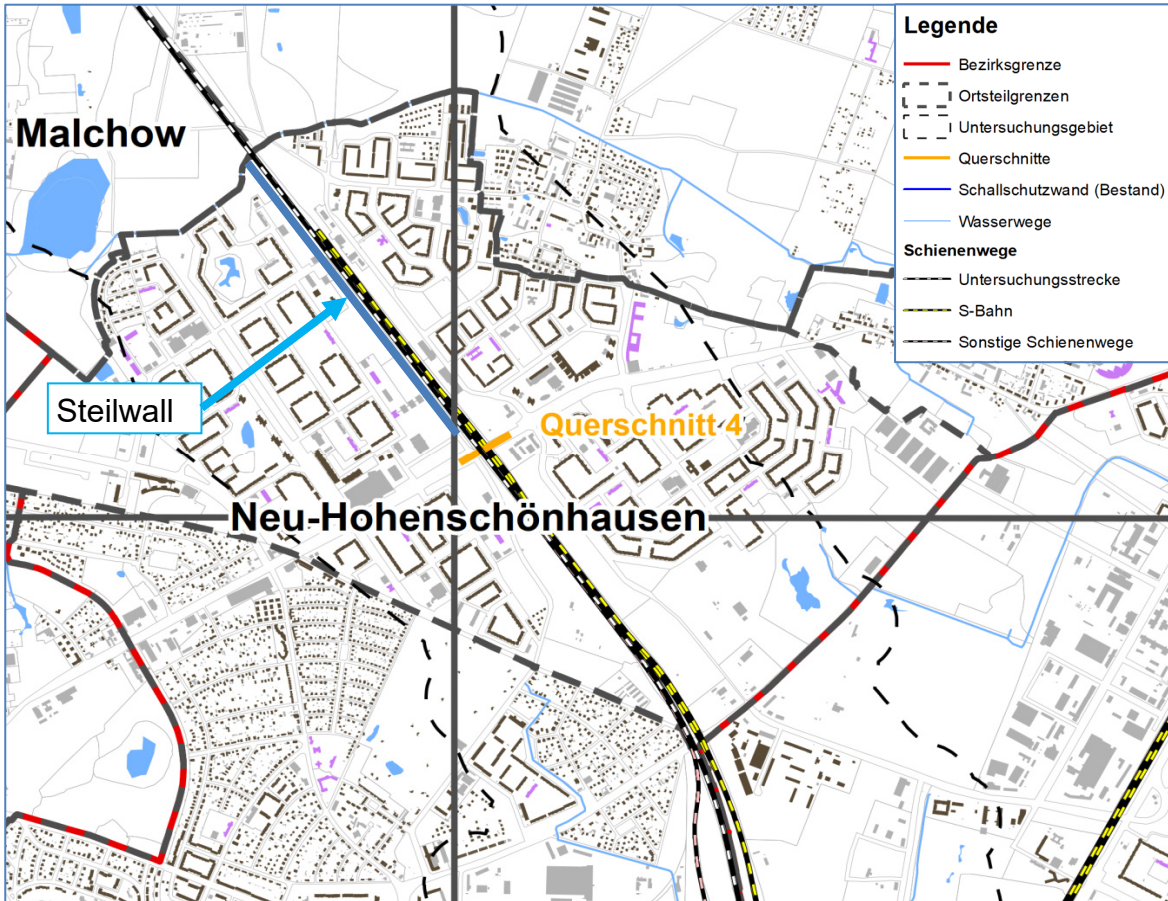 Legende
Bezirksgrenze
Ortsteilgrenzen
Untersuchungsgebiet
Querschnitte
Schallschutzwand (Bestand)
Wasserwege
Schienenwege
Untersuchungsstrecke
S-Bahn
Sonstige Schienenwege
Malchow
Steilwall
Querschnitt 4
Neu-Hohenschönhausen